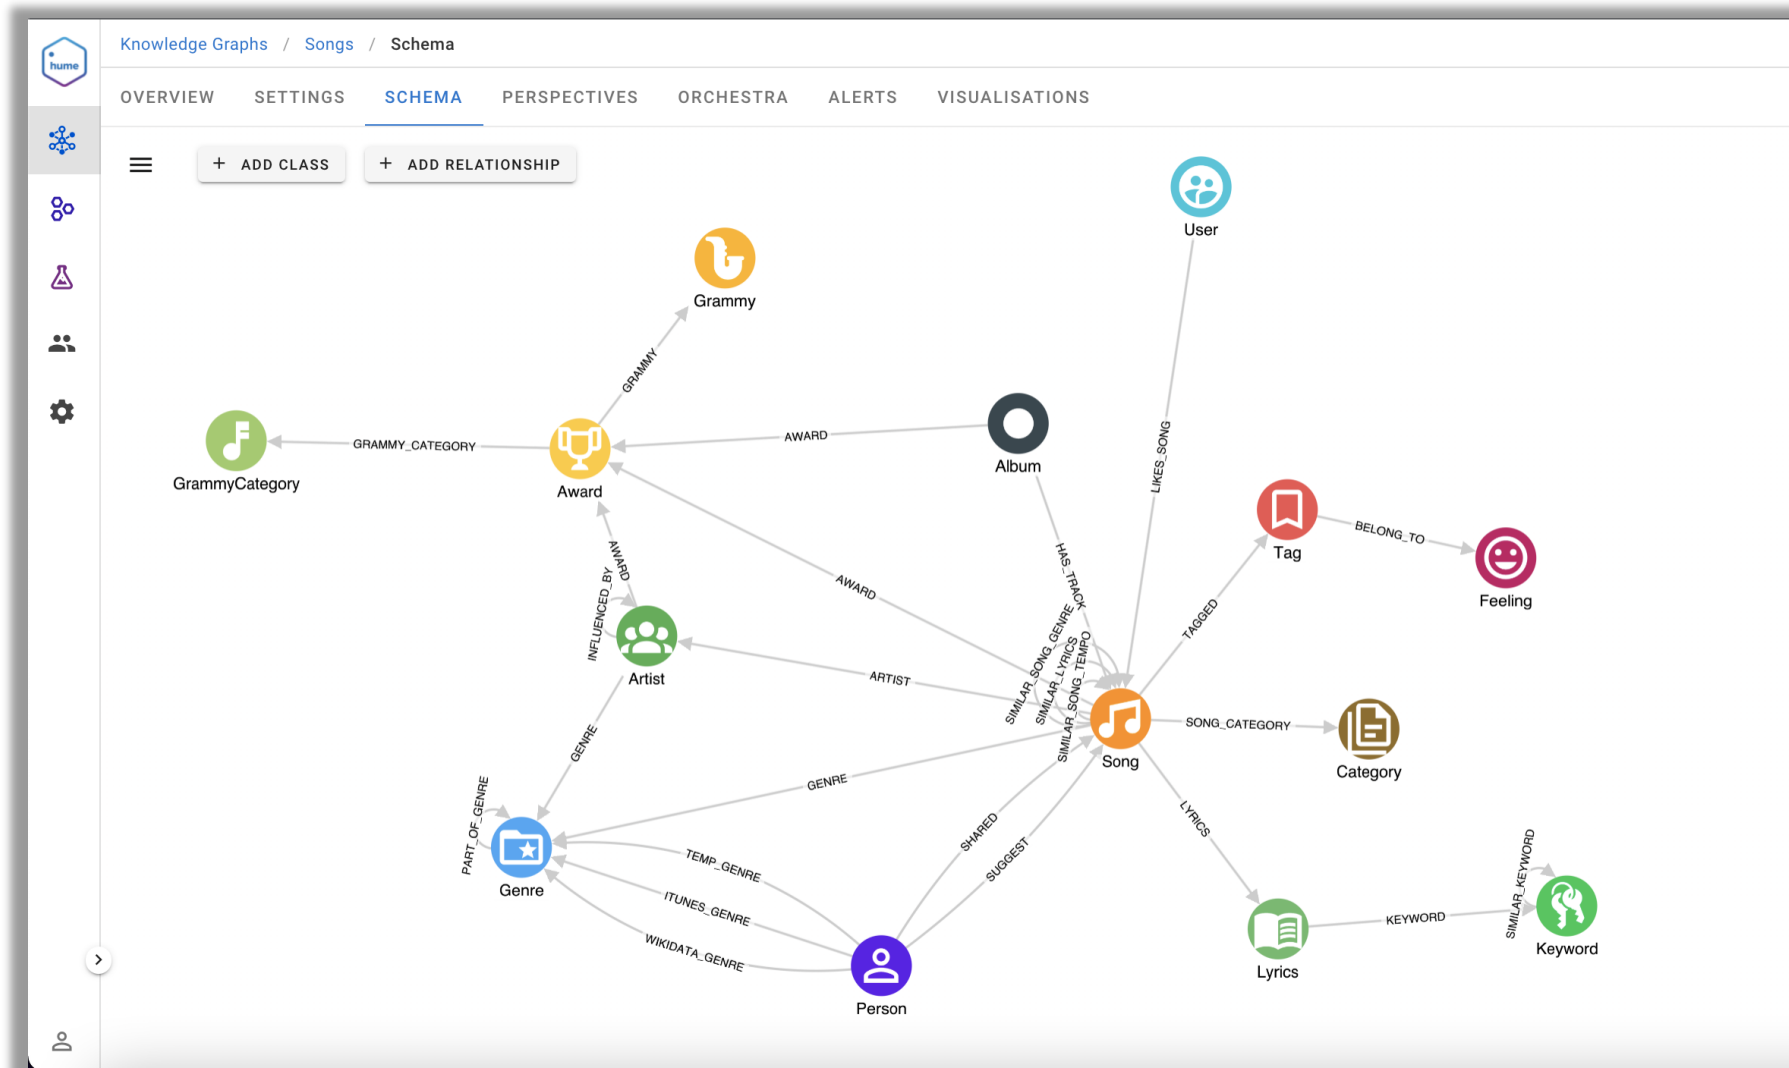 hume
Knowledge Graphs / Songs / Schema
OVERVIEW SETTINGS SCHEMA PERSPECTIVES ORCHESTRA ALERTS VISUALISATIONS
+ ADD CLASS + ADD RELATIONSHIP
User
Grammy
GRAMMY
LIKES_SONG
GRAMMY_CATEGORY
AWARD
Album
GrammyCategory
Award
BELONG_TO
Tag
HAS_TRACK
AWARD
AWARD
Feeling
INFLUENCED_BY
TAGGED
SIMILAR_SONG_GENRE
SIMILAR_LYRICS
SIMILAR_SONG_TEMPO
Artist
ARTIST
SONG_CATEGORY
GENRE
Song
Category
GENRE
PART_OF_GENRE
LYRICS
SHARED
SUGGEST
TEMP_GENRE
Genre
ITUNES_GENRE
SIMILAR_KEYWORD
KEYWORD
WIKIDATA_GENRE
Keyword
Lyrics
Person